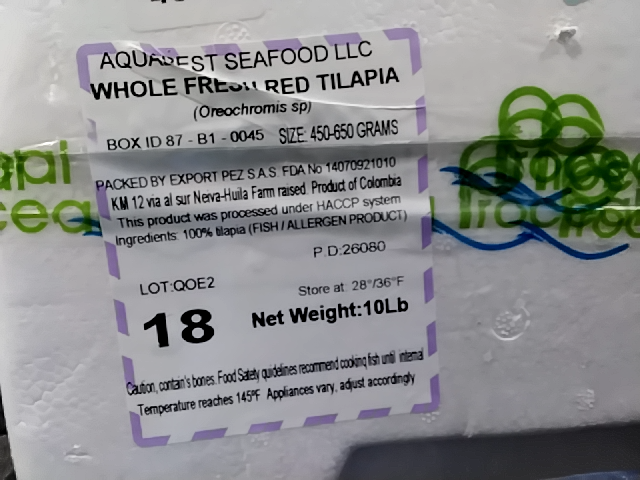 AQUABEST SEAFOOD LLC
WHOLE FRESH RED TILAPIA
(Oreochromis sp)
BOX ID 87 - B1 - 0045 SIZE: 450-650 GRAMS
PACKED BY EXPORT PEZ S.A.S. FDA No 14070921010
KM 12 via al sur Neiva-Huila Farm raised. Product of Colombia
This product was processed under HACCP system
Ingredients: 100% tilapia (FISH / ALLERGEN PRODUCT)
P.D:26080
LOT:QOE2
Store at: 28°/36°F
18 Net Weight:10Lb
Caution, contain's bones. Food Safety guidelines recommend cooking fish until internal
Temperature reaches 145ºF Appliances vary, adjust accordingly